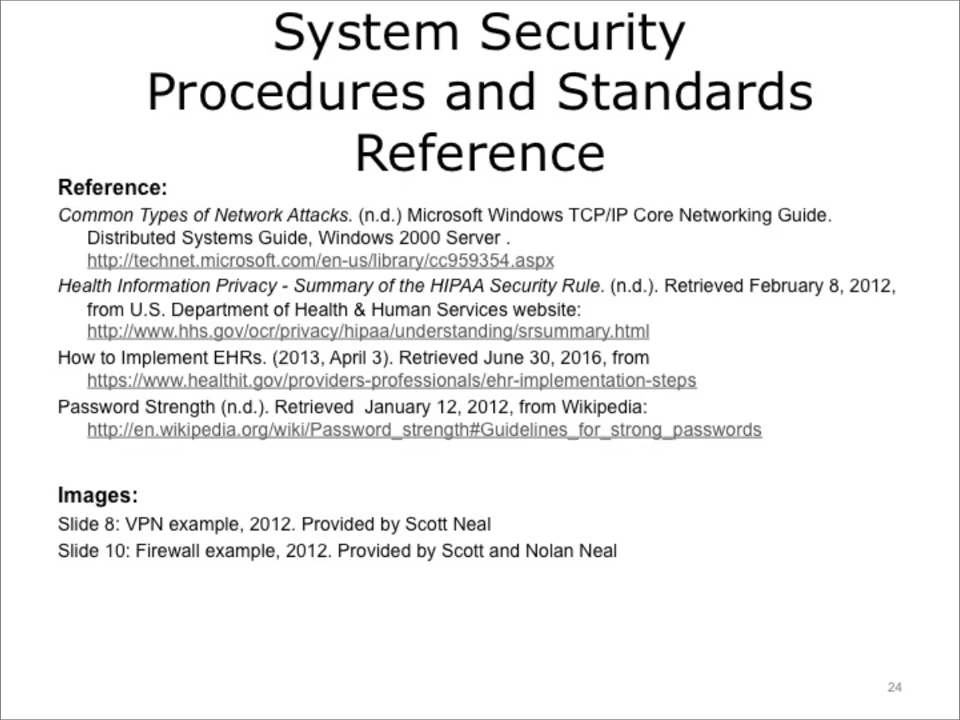 System Security
Procedures and Standards
Reference
Reference:
Common Types of Network Attacks. (n.d.) Microsoft Windows TCP/IP Core Networking Guide.
Distributed Systems Guide, Windows 2000 Server .
http://technet.microsoft.com/en-us/library/cc959354.aspx
Health Information Privacy - Summary of the HIPAA Security Rule. (n.d.). Retrieved February 8, 2012,
from U.S. Department of Health & Human Services website:
http://www.hhs.gov/ocr/privacy/hipaa/understanding/srsummary.html
How to Implement EHRs. (2013, April 3). Retrieved June 30, 2016, from
https://www.healthit.gov/providers-professionals/ehr-implementation-steps
Password Strength (n.d.). Retrieved  January 12, 2012, from Wikipedia:
http://en.wikipedia.org/wiki/Password_strength#Guidelines_for_strong_passwords
Images:
Slide 8: VPN example, 2012. Provided by Scott Neal
Slide 10: Firewall example, 2012. Provided by Scott and Nolan Neal
24